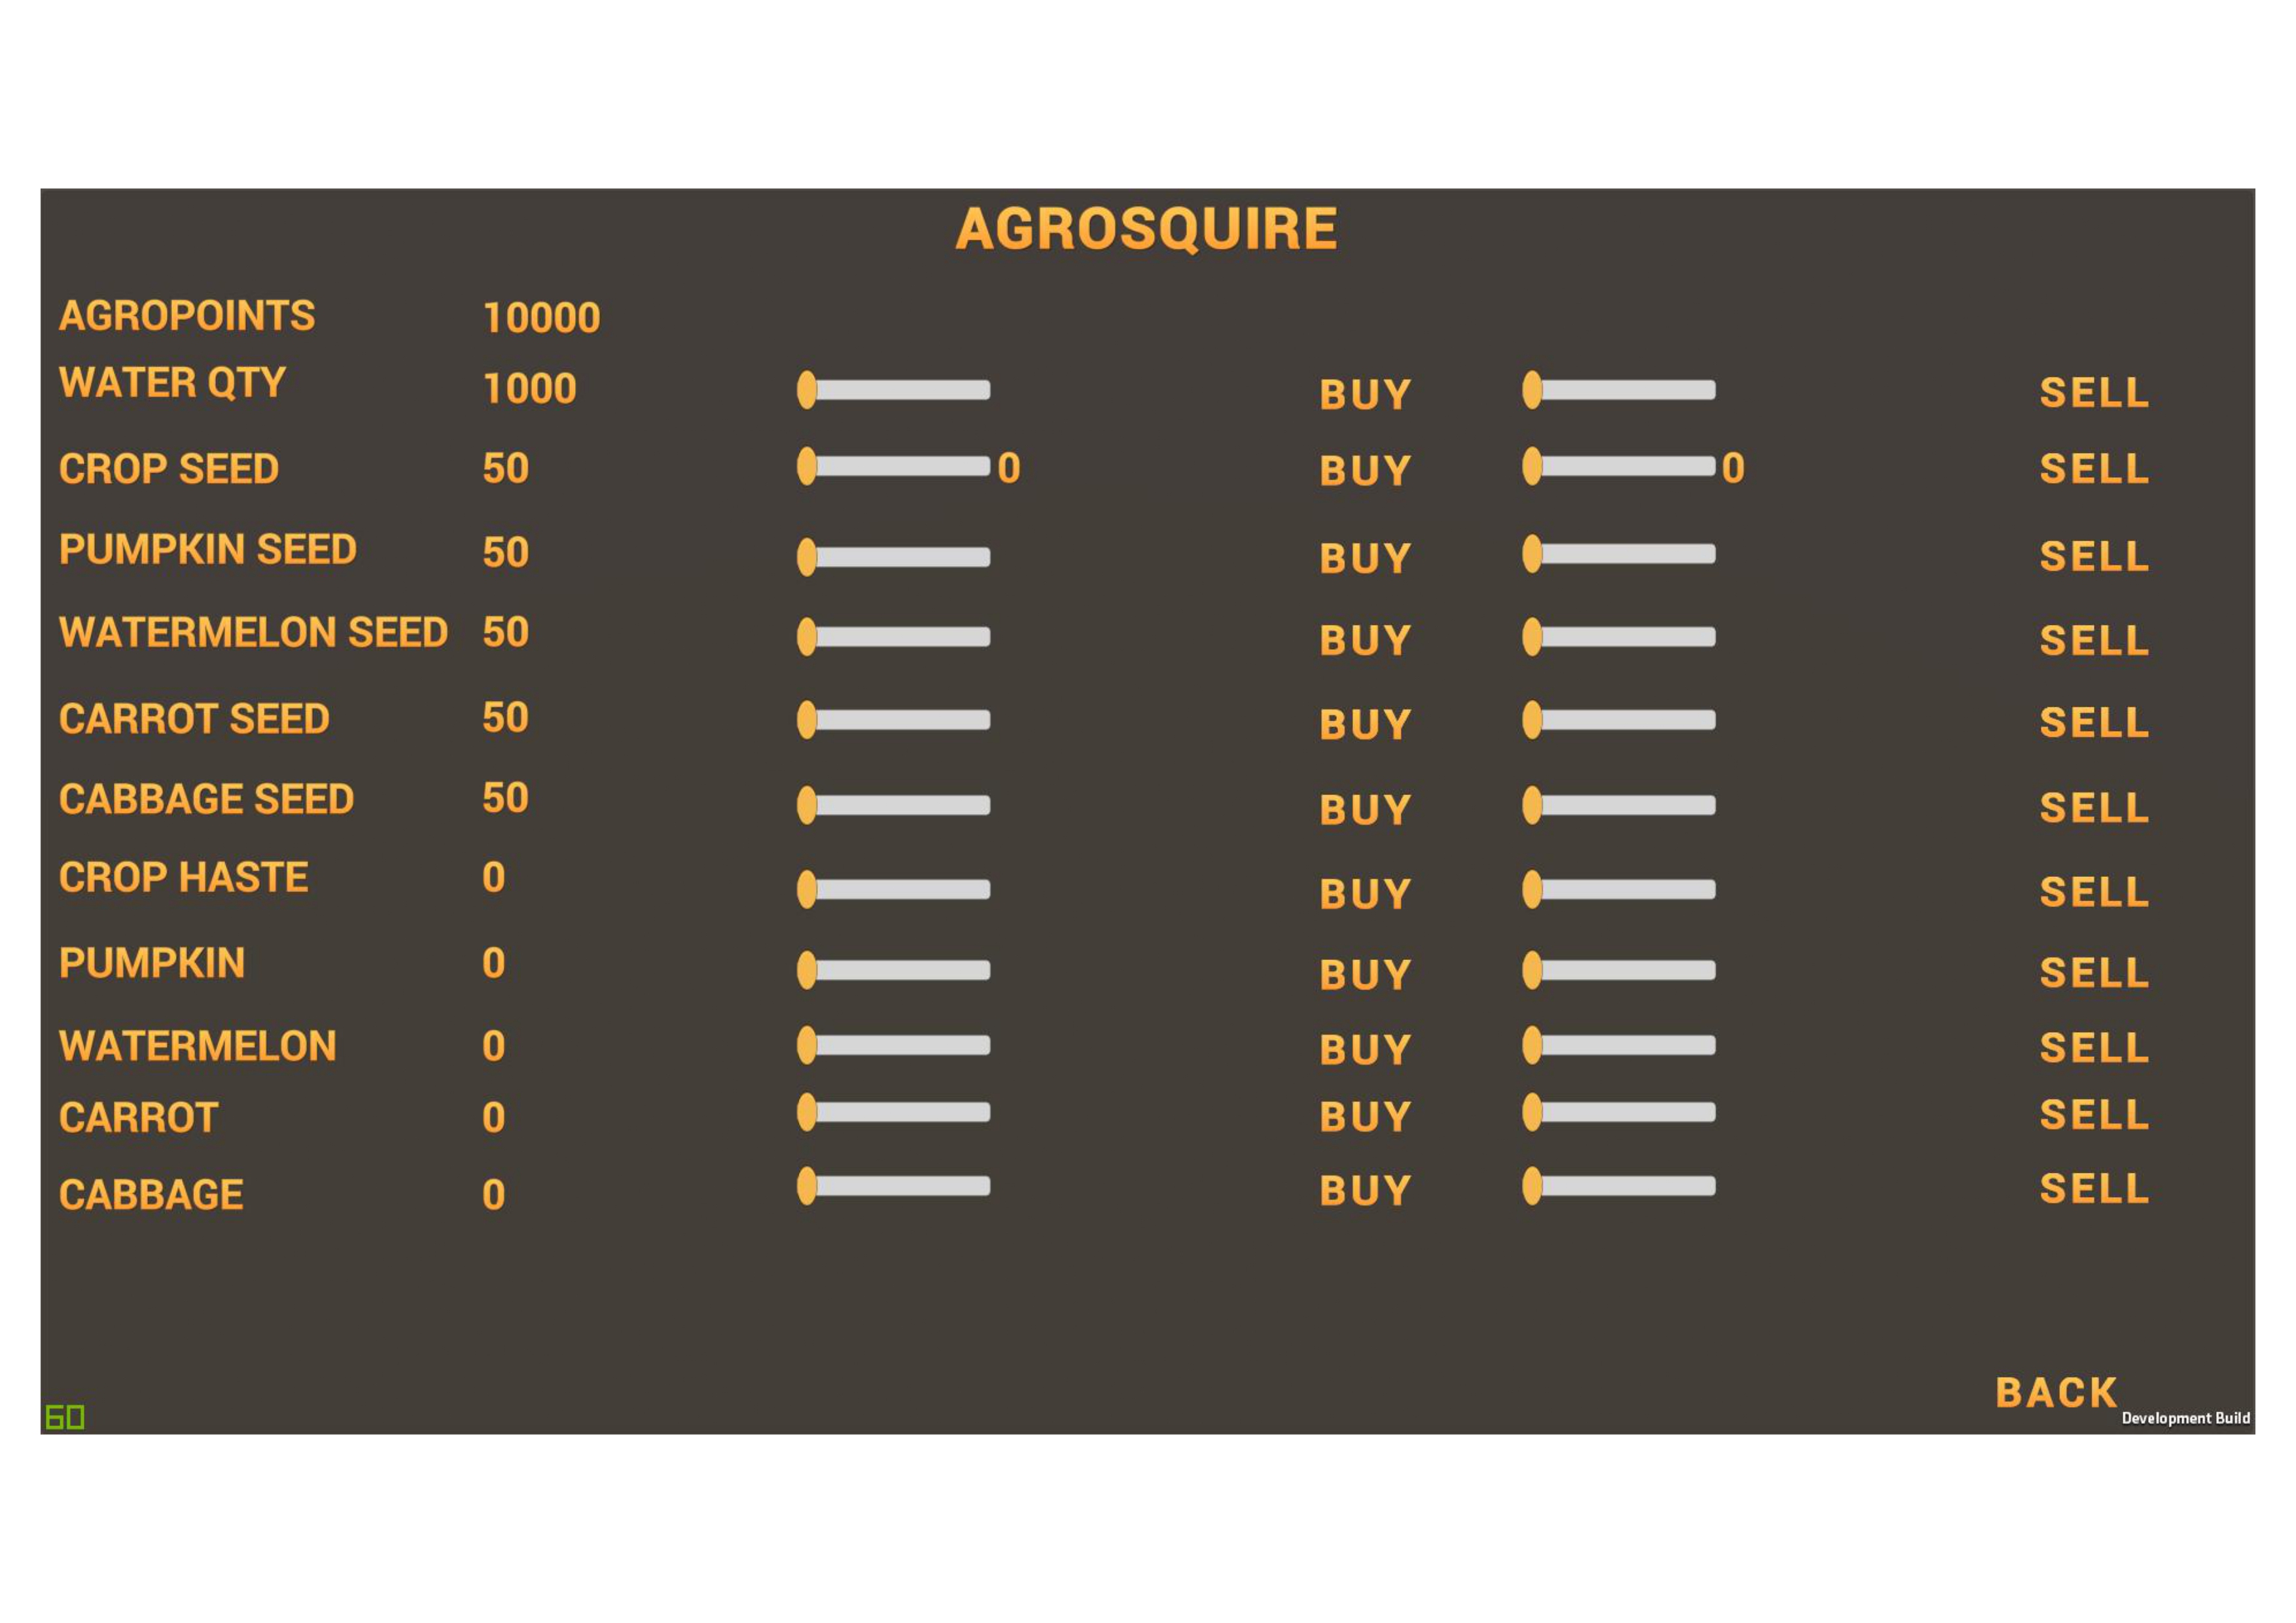 AGROSQUIRE
AGROPOINTS 10000
WATER QTY 1000 BUY SELL
CROP SEED 50 0 BUY 0 SELL
PUMPKIN SEED 50 BUY SELL
WATERMELON SEED 50 BUY SELL
CARROT SEED 50 BUY SELL
CABBAGE SEED 50 BUY SELL
CROP HASTE 0 BUY SELL
PUMPKIN 0 BUY SELL
WATERMELON 0 BUY SELL
CARROT 0 BUY SELL
CABBAGE 0 BUY SELL
BACK
60 Development Build